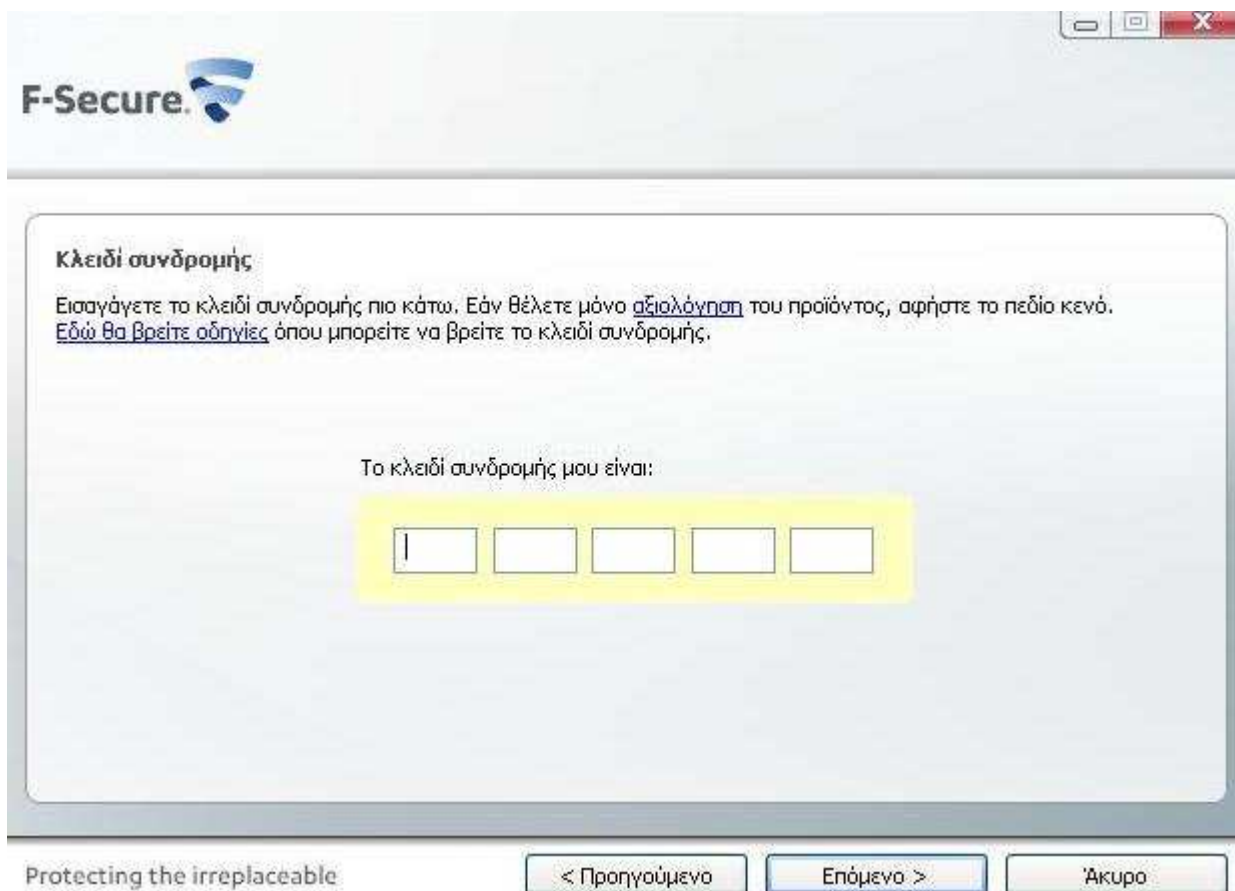 F-Secure.
Κλειδί συνδρομής
Εισαγάγετε το κλειδί συνδρομής πιο κάτω. Εάν θέλετε μόνο αξιολόγηση του προϊόντος, αφήστε το πεδίο κενό.
Εδώ θα βρείτε οδηγίες όπου μπορείτε να βρείτε το κλειδί συνδρομής.
Το κλειδί συνδρομής μου είναι:
Protecting the irreplaceable
< Προηγούμενο
Επόμενο >
Άκυρο